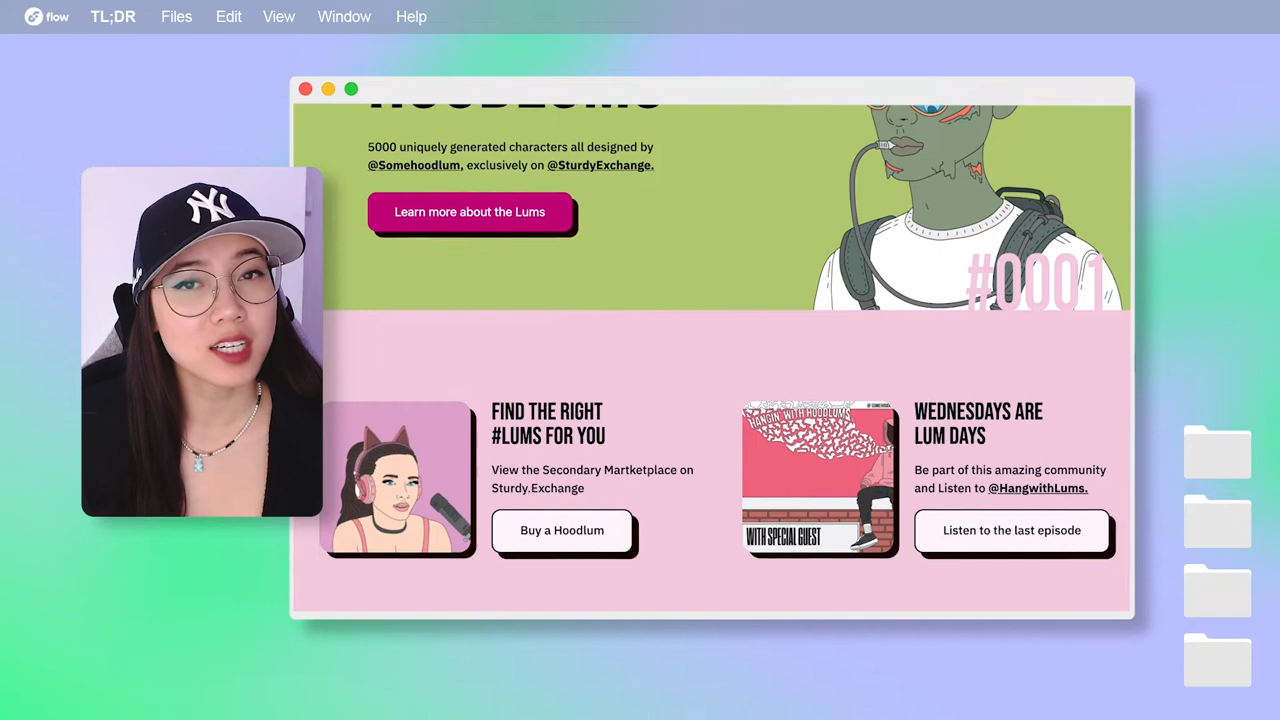 flow TL;DR Files Edit View Window Help
HOODLUMS
5000 uniquely generated characters all designed by
@Somehoodlum, exclusively on @SturdyExchange.
Learn more about the Lums
#0001
NY
FIND THE RIGHT
#LUMS FOR YOU
View the Secondary Martketplace on
Sturdy.Exchange
Buy a Hoodlum
HANGIN' WITH HOODLUMS
WITH SPECIAL GUEST
WEDNESDAYS ARE
LUM DAYS
Be part of this amazing community
and Listen to @HangwithLums.
Listen to the last episode